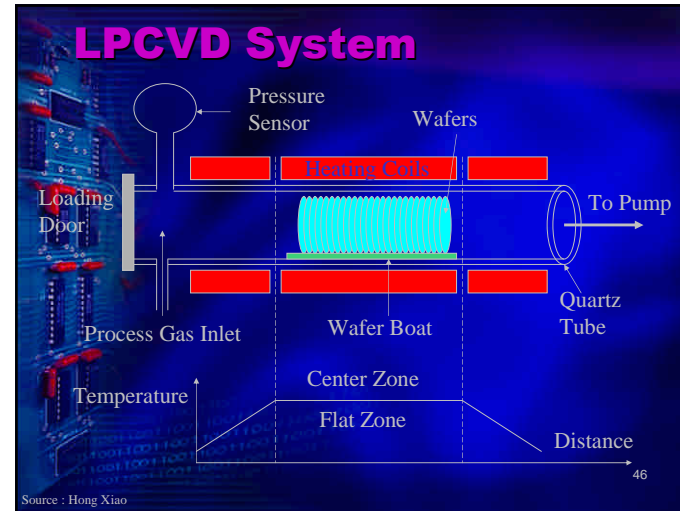 LPCVD System
Pressure
Sensor
Wafers
Heating Coils
Loading
Door
To Pump
Process Gas Inlet
Wafer Boat
Quartz
Tube
Temperature
Center Zone
Flat Zone
Distance
46
Source : Hong Xiao